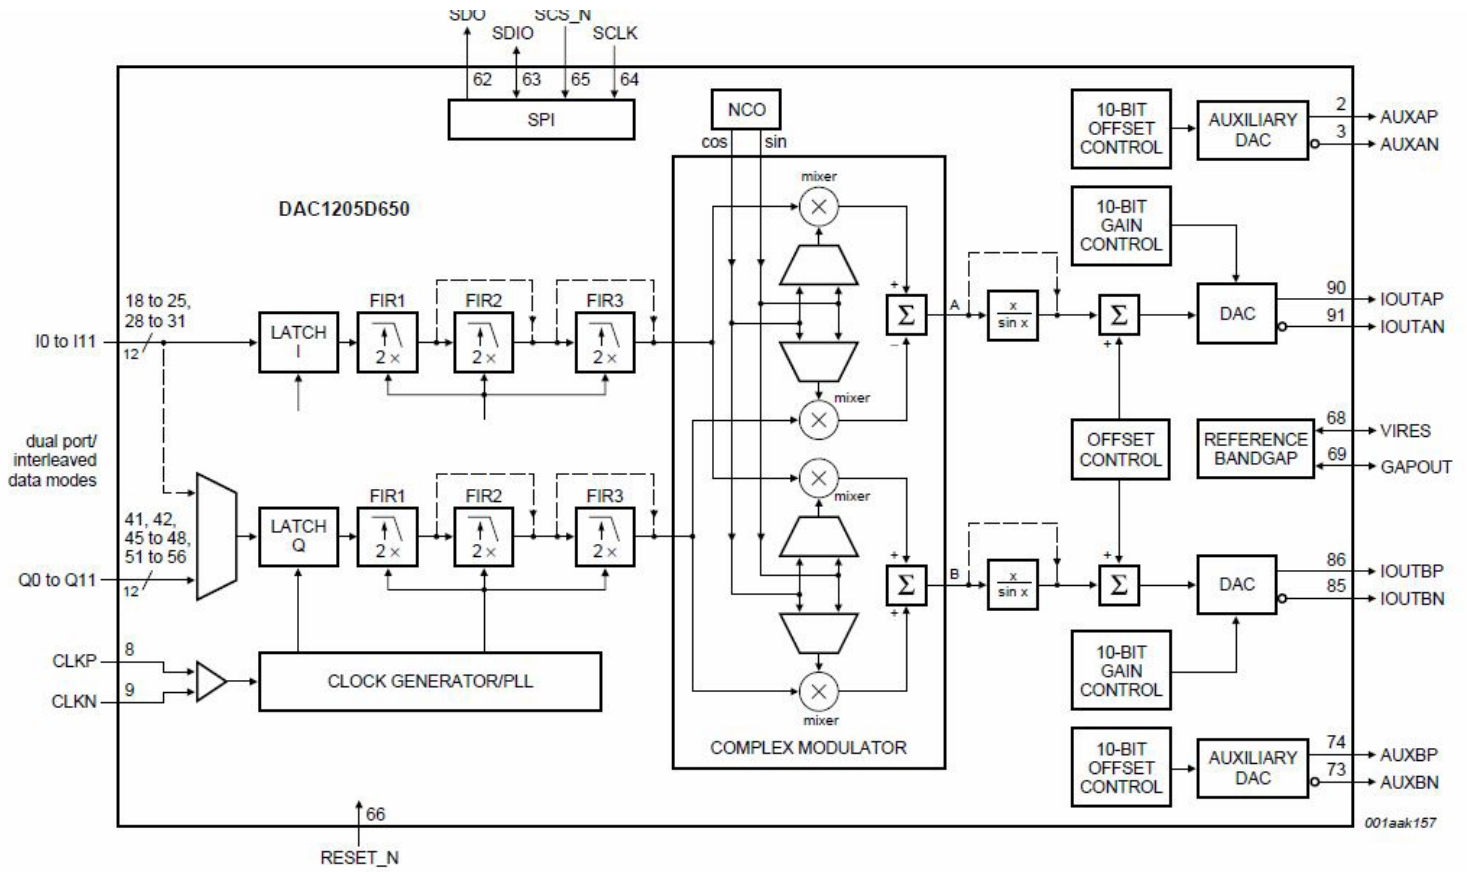 SDO
SCS_N
SDIO
SCLK
62
63
65
64
SPI
NCO
cos
sin
DAC1205D650
10-BIT
OFFSET
CONTROL
AUXILIARY
DAC
2
AUXAP
3
AUXAN
mixer
10-BIT
GAIN
CONTROL
18 to 25,
28 to 31
I0 to I11
12
LATCH
I
FIR1
2 ×
FIR2
2 ×
FIR3
2 ×
+
Σ
−
A
x
sin x
Σ
+
DAC
90
IOUTAP
91
IOUTAN
mixer
dual port/
interleaved
data modes
OFFSET
CONTROL
REFERENCE
BANDGAP
68
VIRES
69
GAPOUT
mixer
41, 42,
45 to 48,
51 to 56
Q0 to Q11
12
LATCH
Q
FIR1
2 ×
FIR2
2 ×
FIR3
2 ×
+
Σ
+
B
x
sin x
+
Σ
DAC
86
IOUTBP
85
IOUTBN
CLKP
8
CLKN
9
CLOCK GENERATOR/PLL
mixer
10-BIT
GAIN
CONTROL
COMPLEX MODULATOR
10-BIT
OFFSET
CONTROL
AUXILIARY
DAC
74
AUXBP
73
AUXBN
66
RESET_N
001aak157